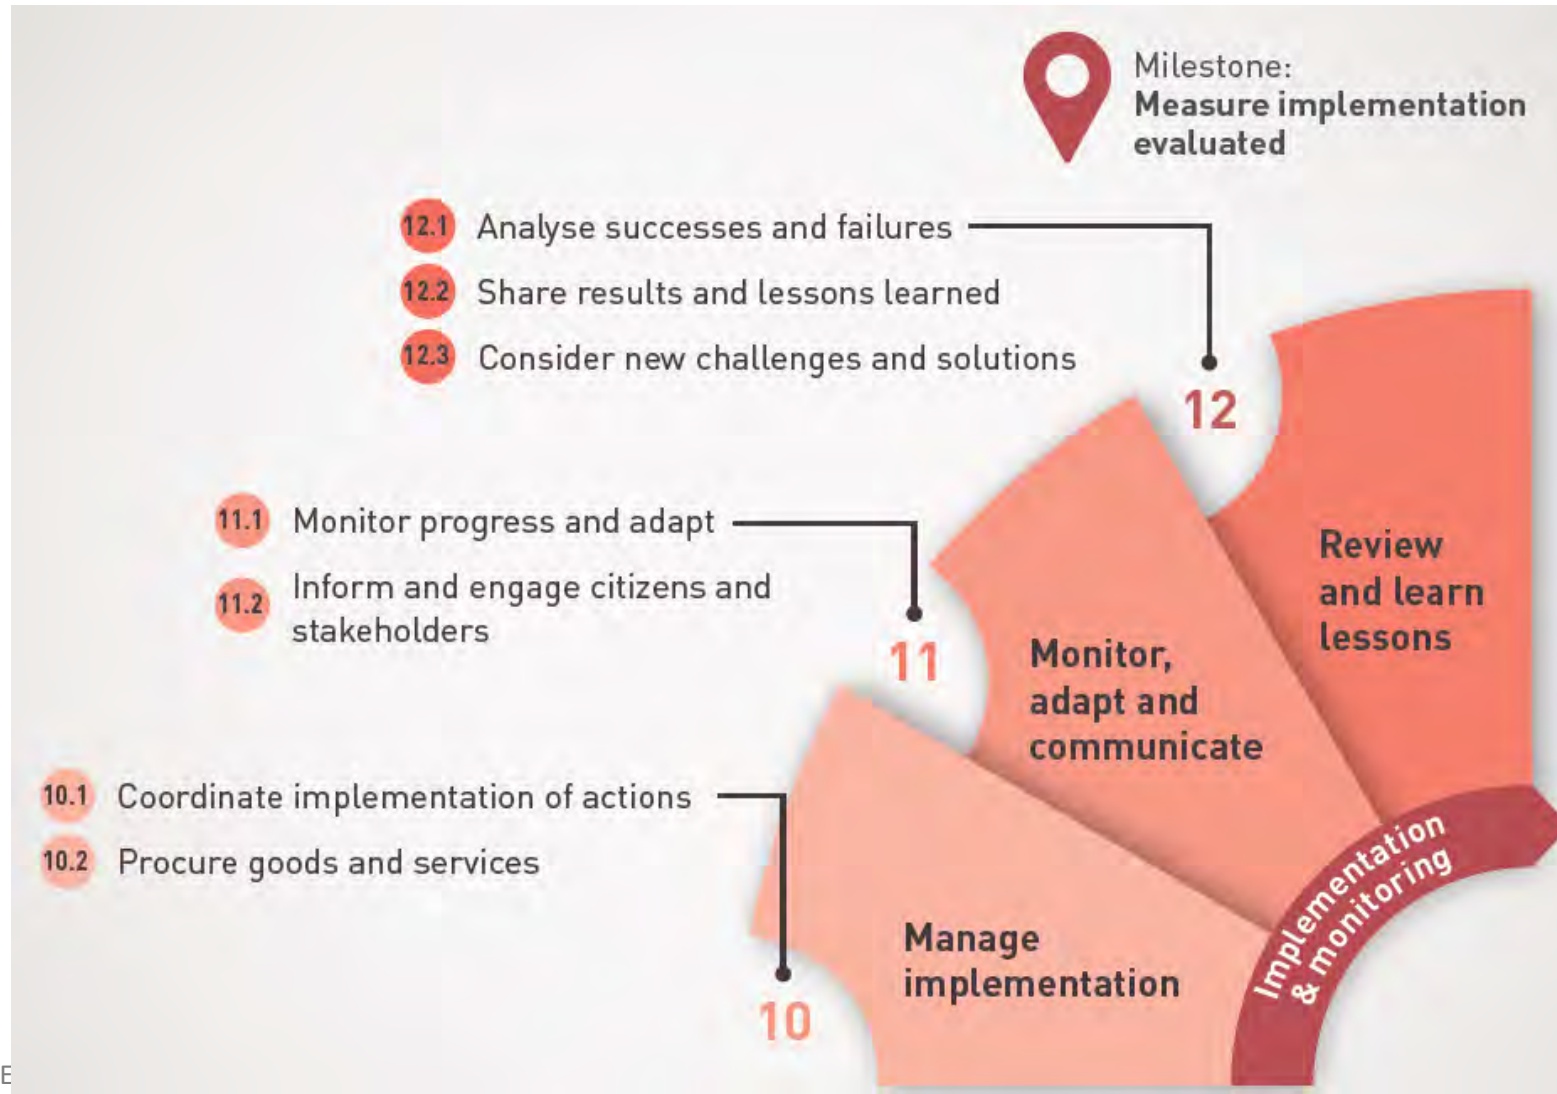 Milestone:
Measure implementation
evaluated
12.1 Analyse successes and failures
12.2 Share results and lessons learned
12.3 Consider new challenges and solutions
12
Review
and learn
lessons
11.1 Monitor progress and adapt
11.2 Inform and engage citizens and
stakeholders
11
Monitor,
adapt and
communicate
10.1 Coordinate implementation of actions
10.2 Procure goods and services
10
Manage
implementation
Implementation
& monitoring
E